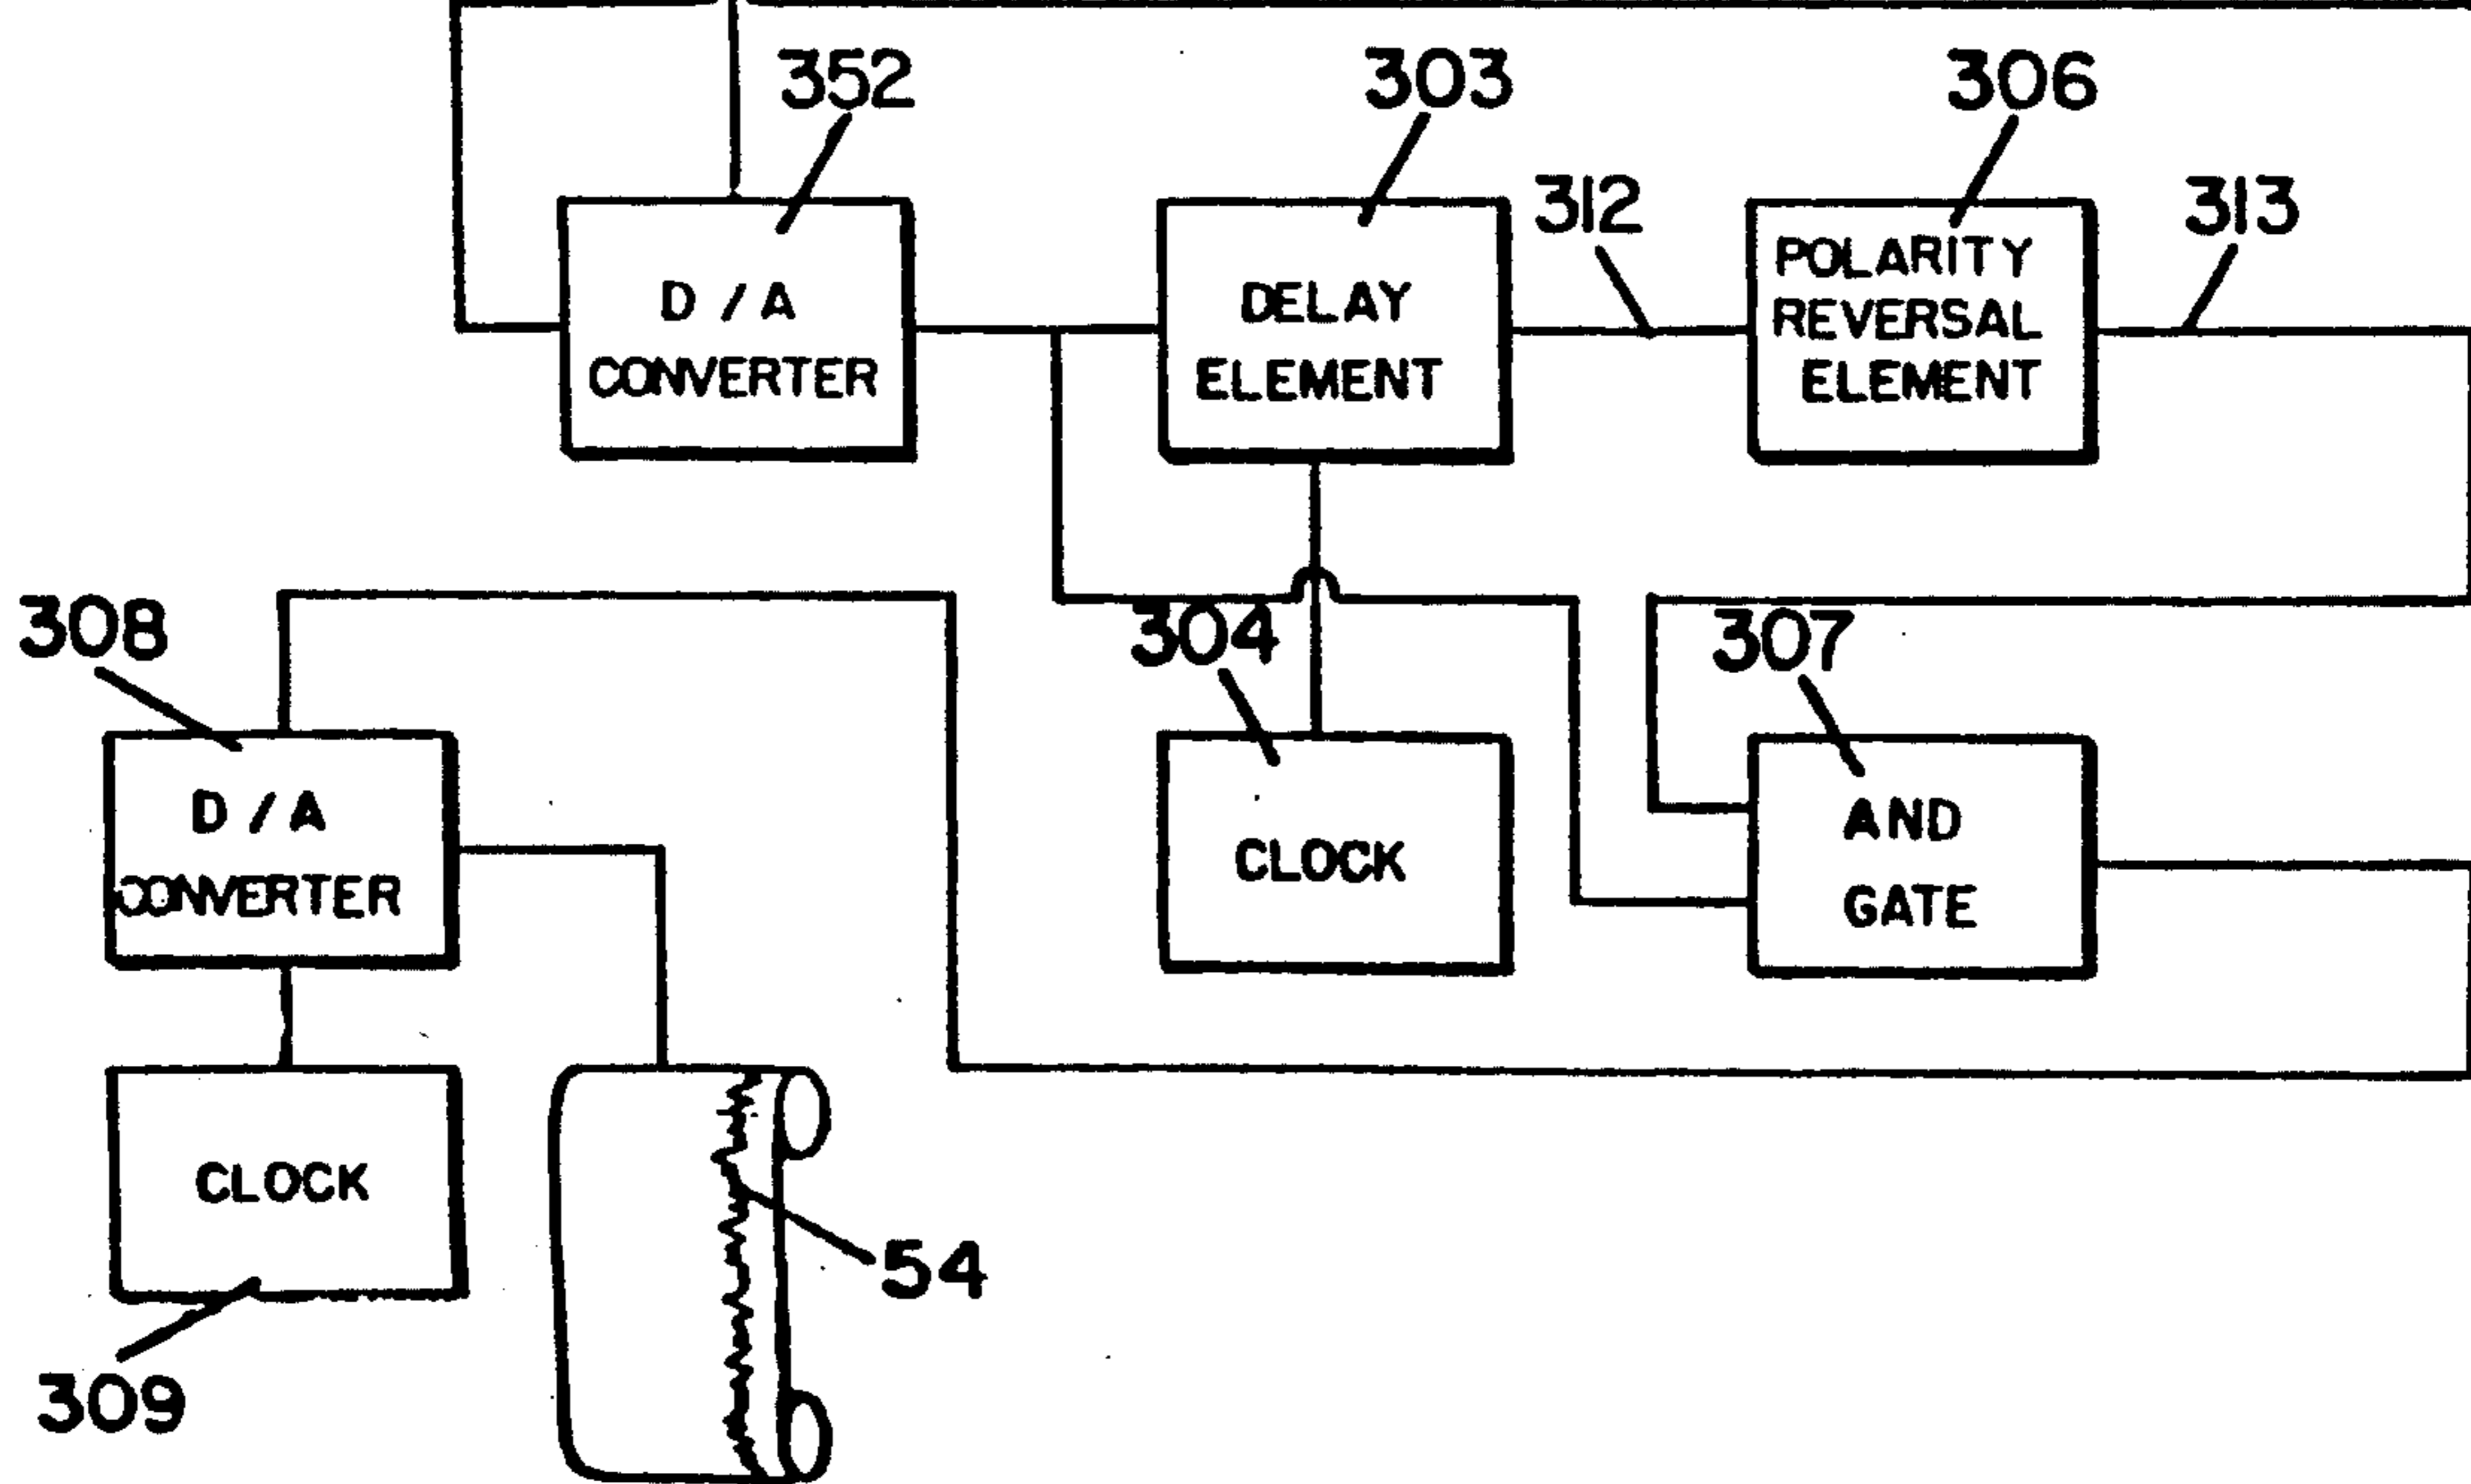 352
303
306
312
313
D / A
CONVERTER
DELAY
ELEMENT
POLARITY
REVERSAL
ELEMENT
308
304
307
D / A
CONVERTER
CLOCK
AND
GATE
CLOCK
54
309